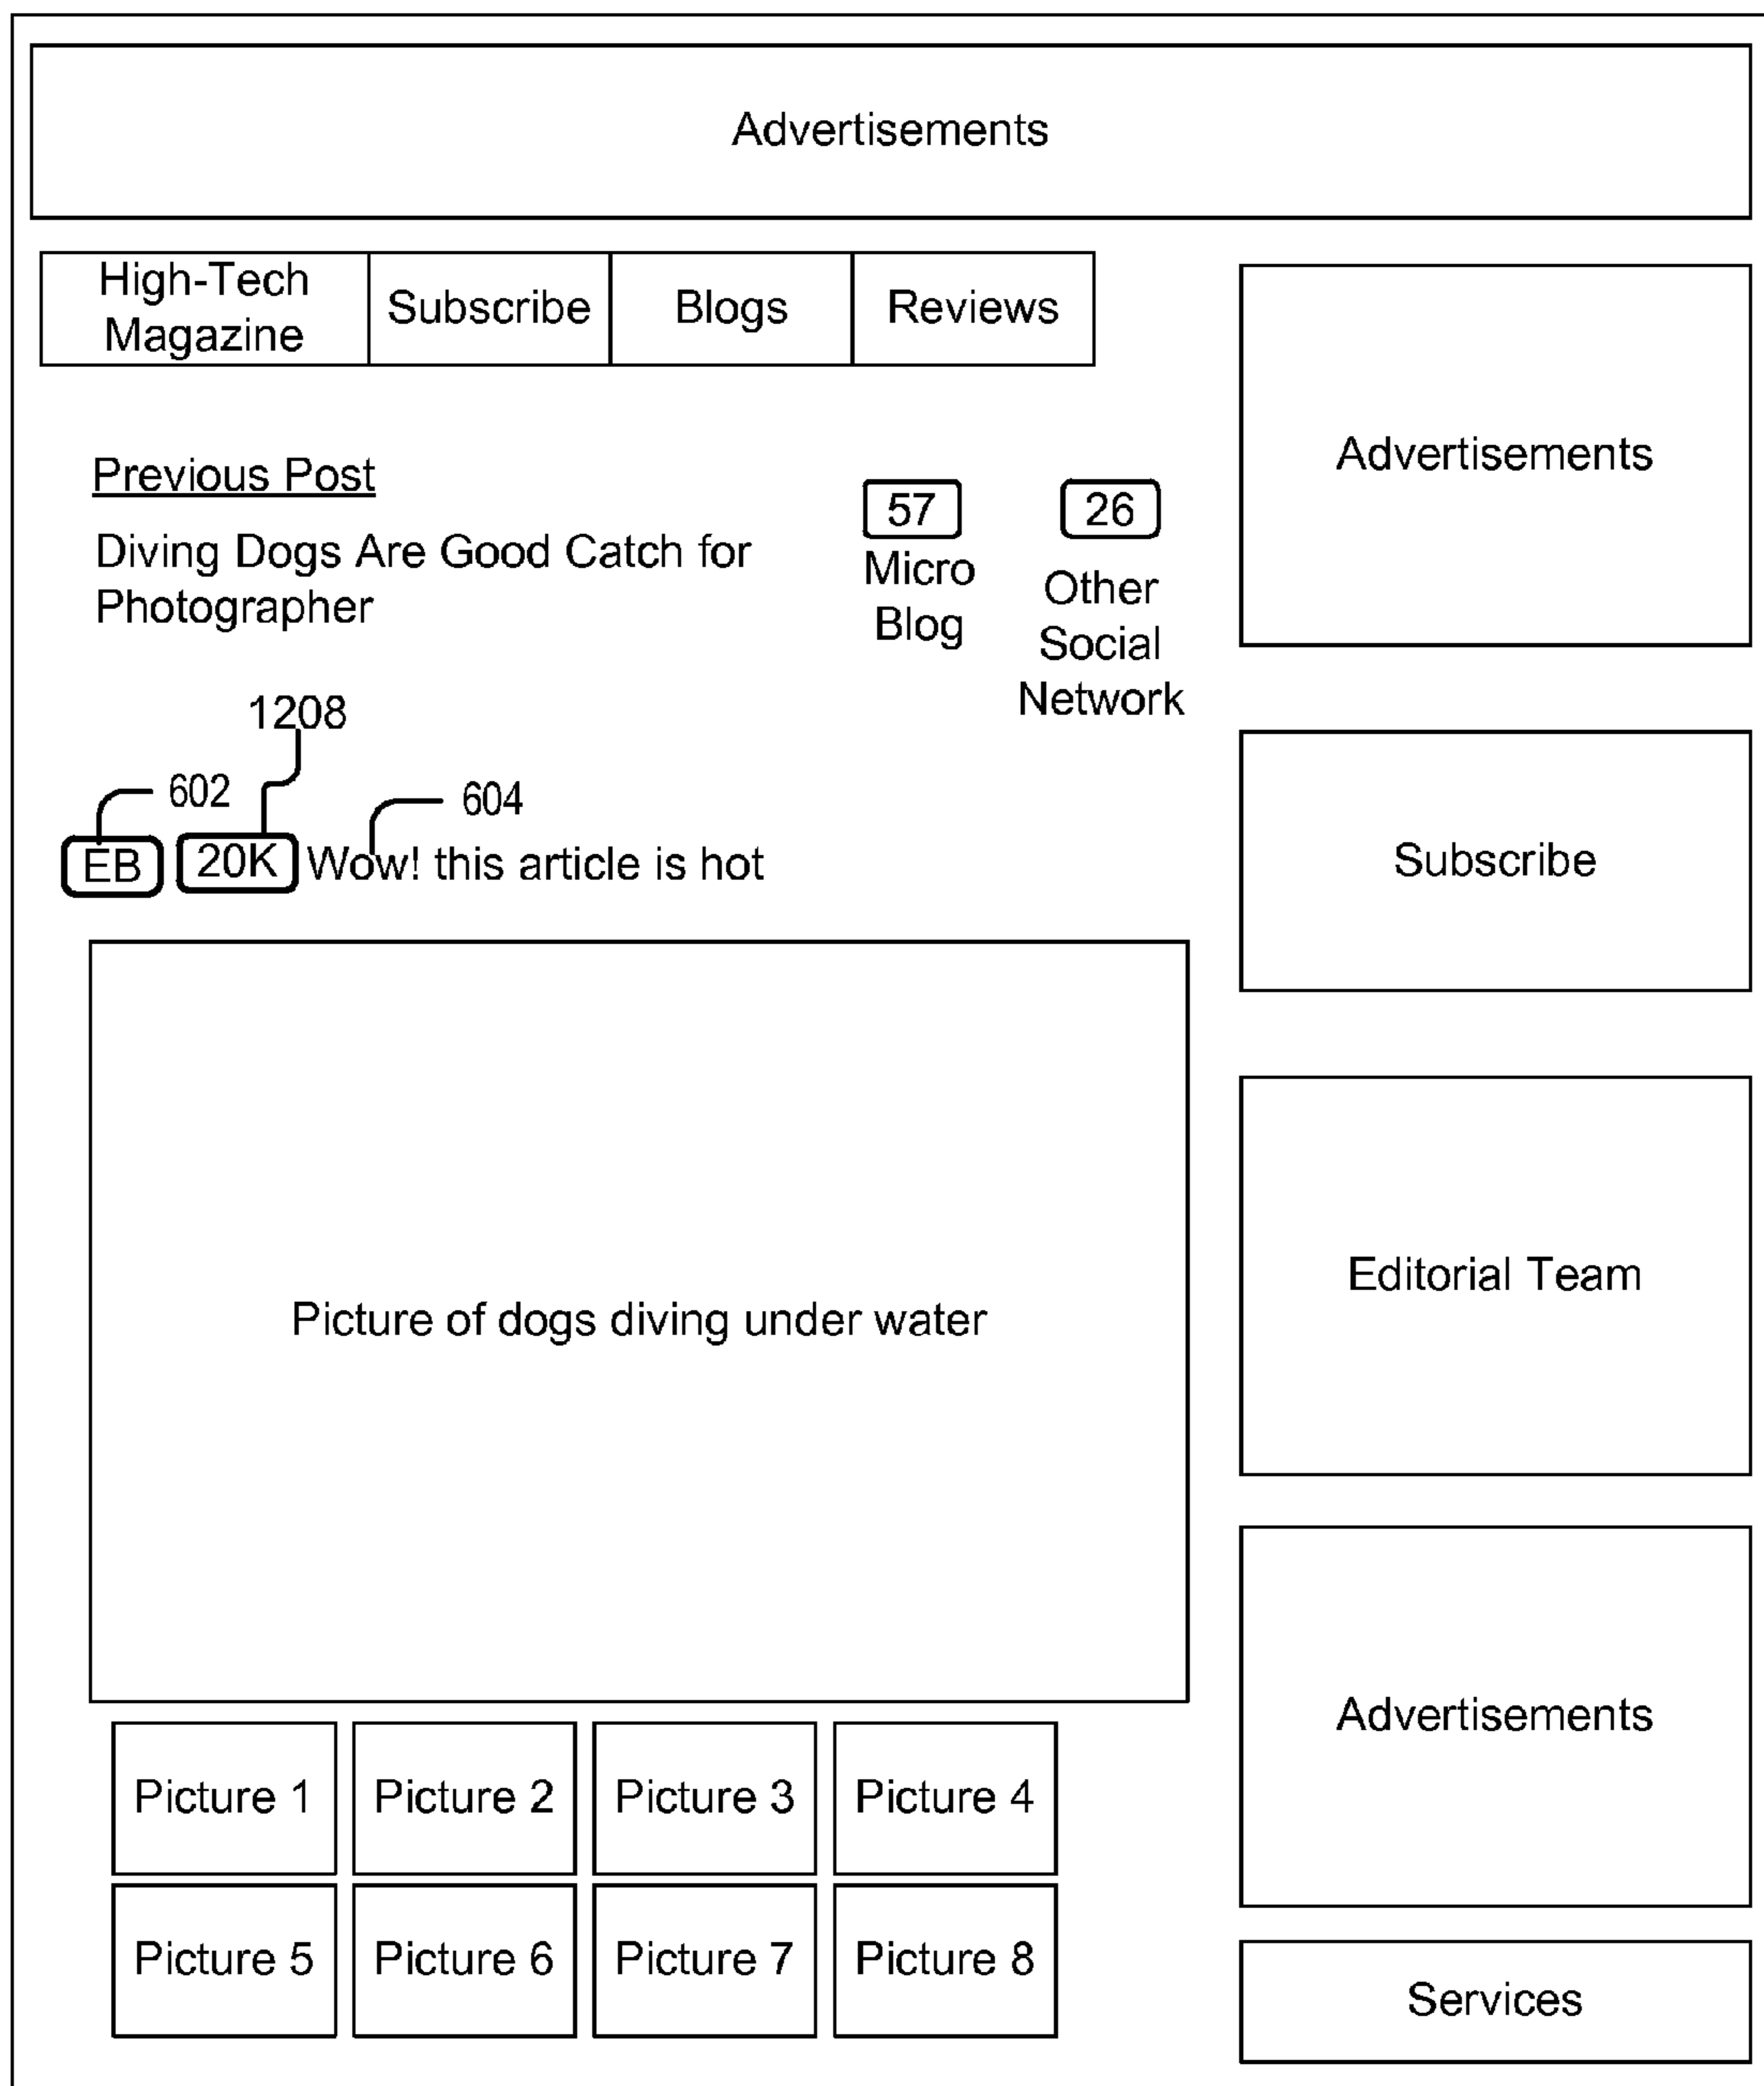 Advertisements
High-Tech
Magazine
Subscribe
Blogs
Reviews
Advertisements
Previous Post
Diving Dogs Are Good Catch for
Photographer
57
Micro
Blog
26
Other
Social
Network
1208
602
604
EB
20K
Wow! this article is hot
Subscribe
Picture of dogs diving under water
Editorial Team
Advertisements
Picture 1
Picture 2
Picture 3
Picture 4
Picture 5
Picture 6
Picture 7
Picture 8
Services